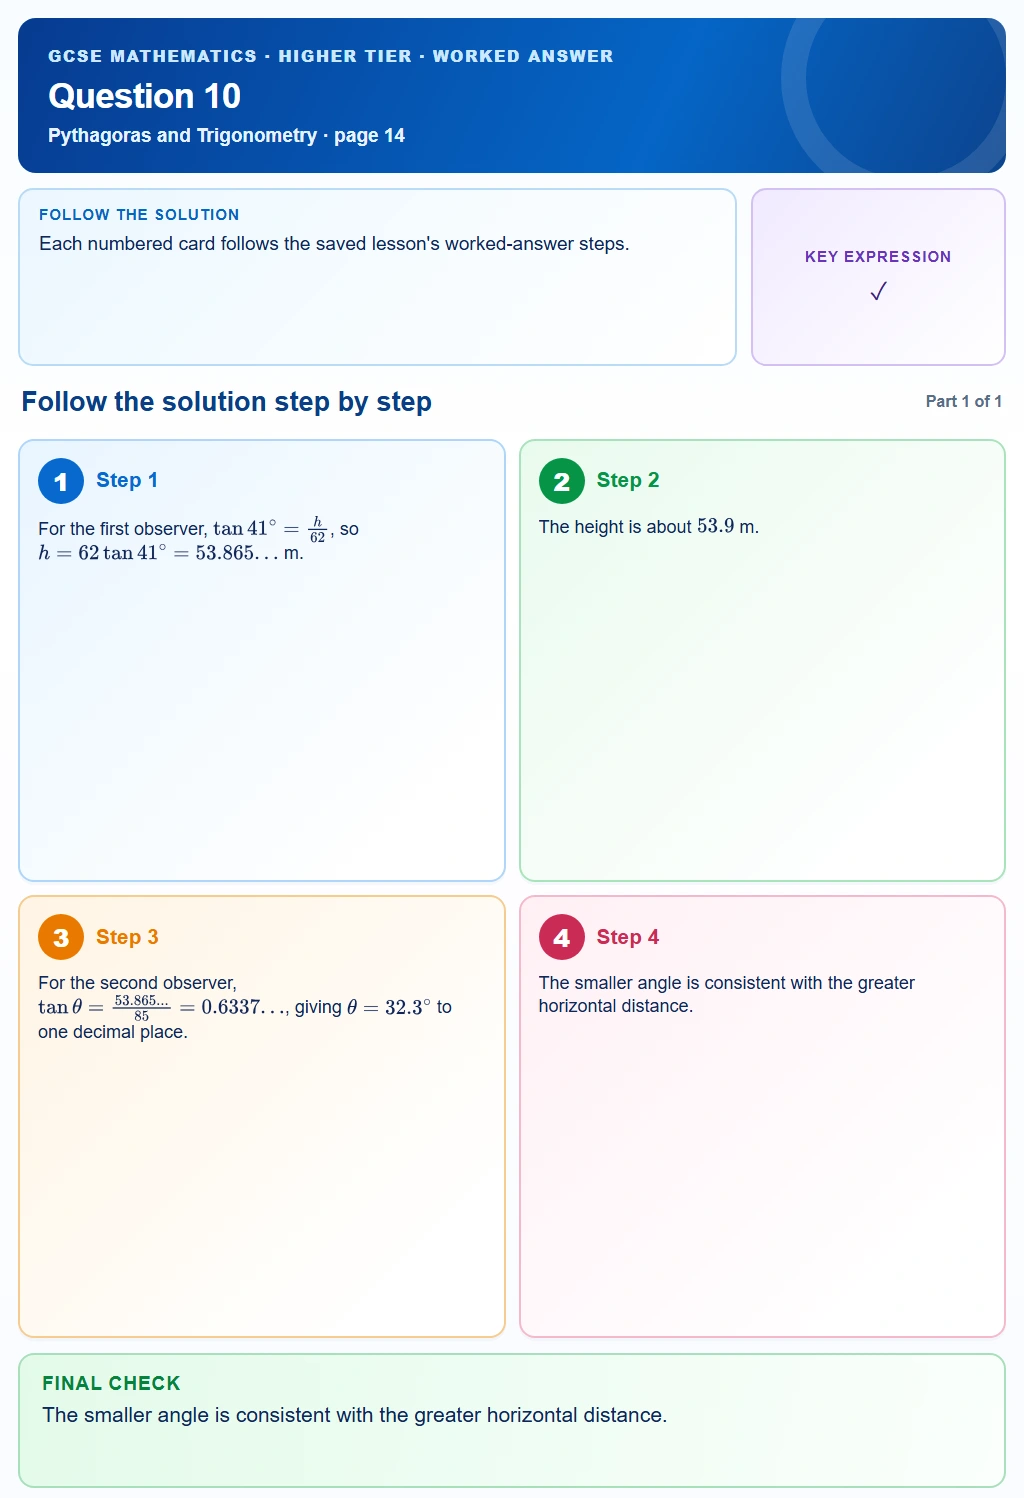 GCSE MATHEMATICS · HIGHER TIER · WORKED ANSWER
Question 10
Pythagoras and Trigonometry · page 14
FOLLOW THE SOLUTION
Each numbered card follows the saved lesson's worked-answer steps.
KEY EXPRESSION
✓
Follow the solution step by step
Part 1 of 1
1 Step 1
For the first observer, tan 41° = h/62, so
h = 62 tan 41° = 53.865… m.
2 Step 2
The height is about 53.9 m.
3 Step 3
For the second observer,
tan θ = 53.865…/85 = 0.6337…, giving θ = 32.3° to
one decimal place.
4 Step 4
The smaller angle is consistent with the greater
horizontal distance.
FINAL CHECK
The smaller angle is consistent with the greater horizontal distance.